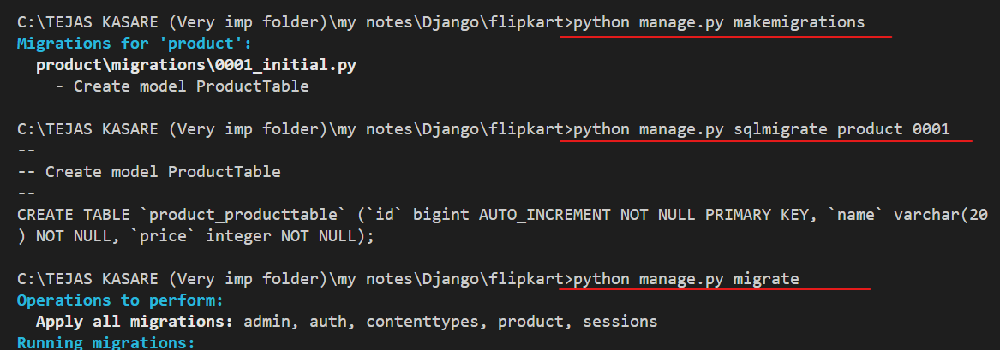 C:\TEJAS KASARE (Very imp folder)\my notes\Django\flipkart>python manage.py makemigrations
Migrations for 'product':
  product\migrations\0001_initial.py
    - Create model ProductTable
C:\TEJAS KASARE (Very imp folder)\my notes\Django\flipkart>python manage.py sqlmigrate product 0001
--
-- Create model ProductTable
--
CREATE TABLE `product_producttable` (`id` bigint AUTO_INCREMENT NOT NULL PRIMARY KEY, `name` varchar(20
) NOT NULL, `price` integer NOT NULL);
C:\TEJAS KASARE (Very imp folder)\my notes\Django\flipkart>python manage.py migrate
Operations to perform:
  Apply all migrations: admin, auth, contenttypes, product, sessions
Running migrations: